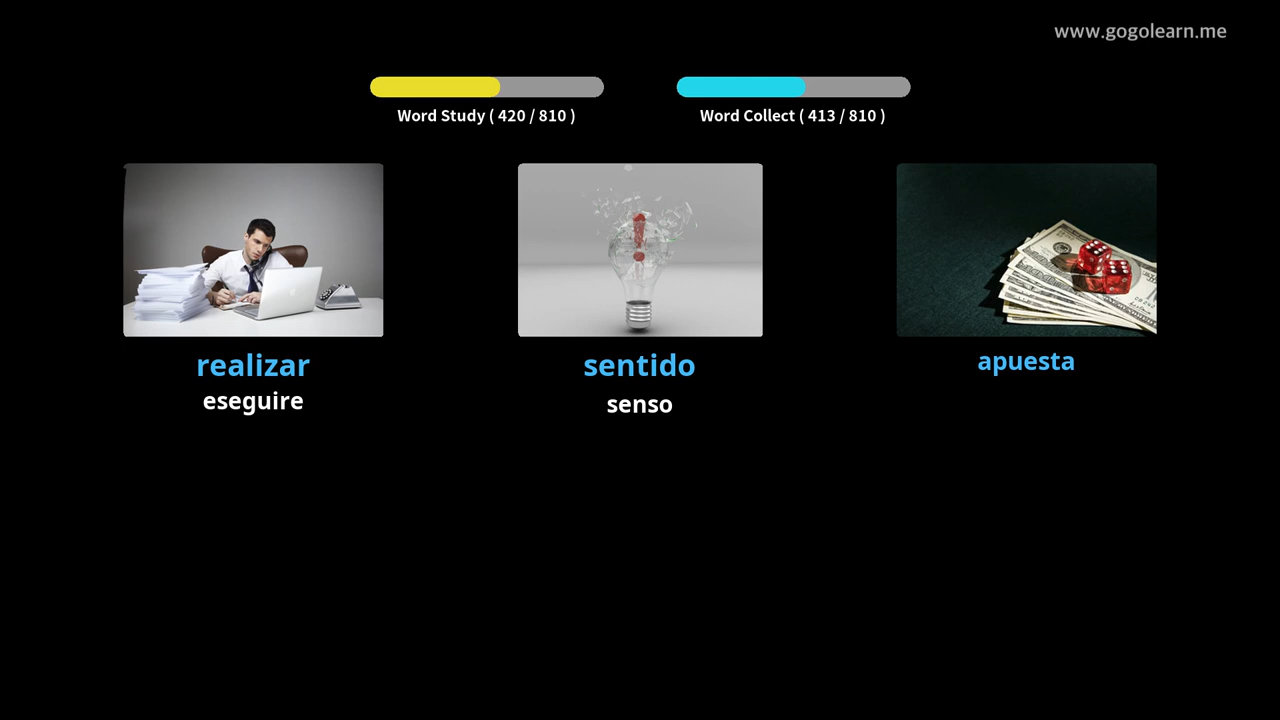 www.gogolearn.me
Word Study ( 420 / 810 )
Word Collect ( 413 / 810 )
realizar
eseguire
sentido
senso
apuesta